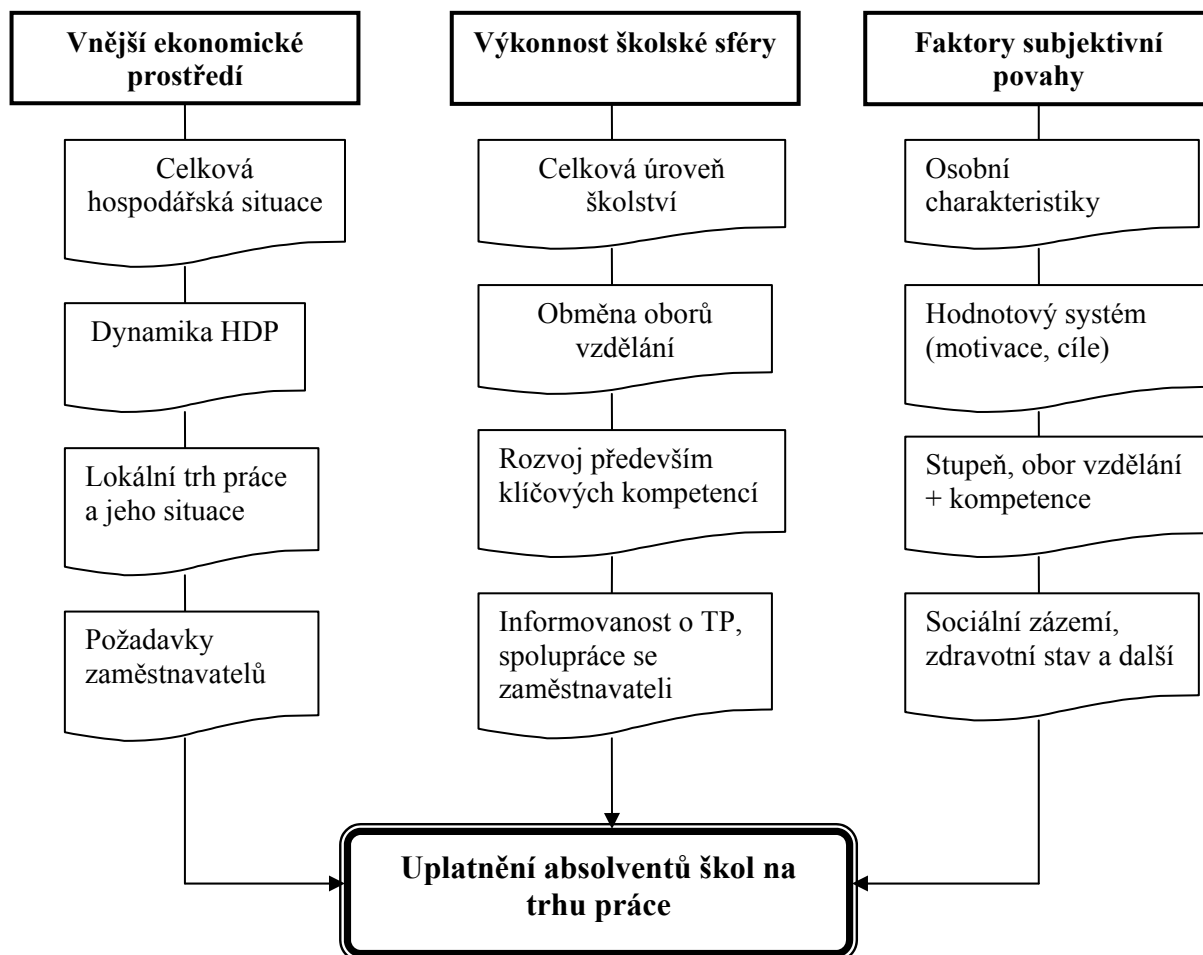 Vnější ekonomické
prostředí
Celková
hospodářská situace
Dynamika HDP
Lokální trh práce
a jeho situace
Požadavky
zaměstnavatelů
Výkonnost školské sféry
Celková úroveň
školství
Obměna oborů
vzdělání
Rozvoj především
klíčových kompetencí
Informovanost o TP,
spolupráce se
zaměstnavateli
Faktory subjektivní
povahy
Osobní
charakteristiky
Hodnotový systém
(motivace, cíle)
Stupeň, obor vzdělání
+ kompetence
Sociální zázemí,
zdravotní stav a další
Uplatnění absolventů škol na
trhu práce